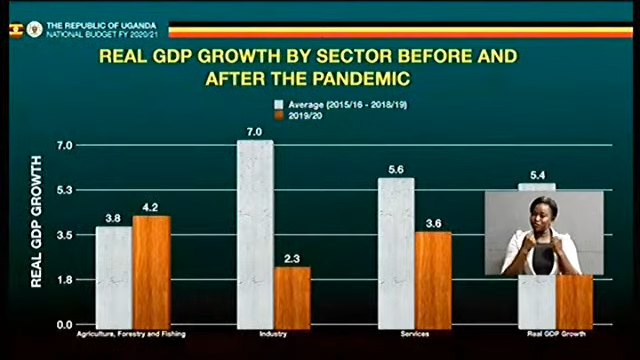 THE REPUBLIC OF UGANDA
NATIONAL BUDGET FY 2020/21
REAL GDP GROWTH BY SECTOR BEFORE AND
AFTER THE PANDEMIC
Average (2015/16 - 2018/19)
2019/20
REAL GDP GROWTH
7.0
5.3
3.5
1.8
0.0
3.8
4.2
7.0
2.3
5.6
3.6
5.4
Agriculture, Forestry and Fishing
Industry
Services
Real GDP Growth